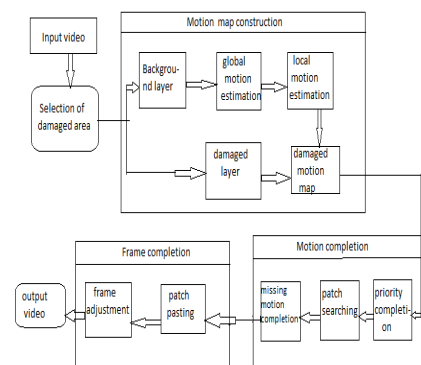 Motion map construction
Input video
Selection of
damaged area
Backgrou-
nd layer
global
motion
estimation
local
motion
estimation
damaged
layer
damaged
motion
map
Frame completion
Motion completion
output
video
frame
adjustment
patch
pasting
missing
motion
completion
patch
searching
priority
completi-
on